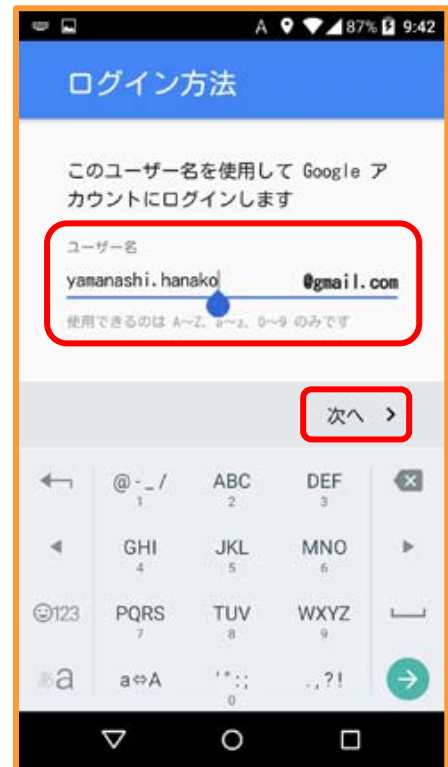 A 87% 9:42
ログイン方法
このユーザー名を使用して Google ア
カウントにログインします
ユーザー名
yamanashi.hanako @gmail.com
使用できるのは A～Z、a～z、0～9 のみです
次へ >
@-_/ ABC DEF
1 2 3
GHI JKL MNO
4 5 6
123 PQRS TUV WXYZ
7 8 9
あa a⇔A '":; .,?!
0